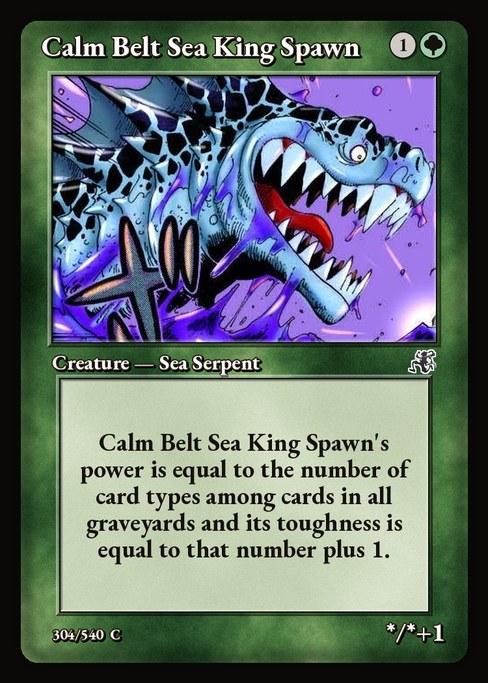 Calm Belt Sea King Spawn 1
ド"
Creature — Sea Serpent
Calm Belt Sea King Spawn's
power is equal to the number of
card types among cards in all
graveyards and its toughness is
equal to that number plus 1.
304/540 C
*/*+1